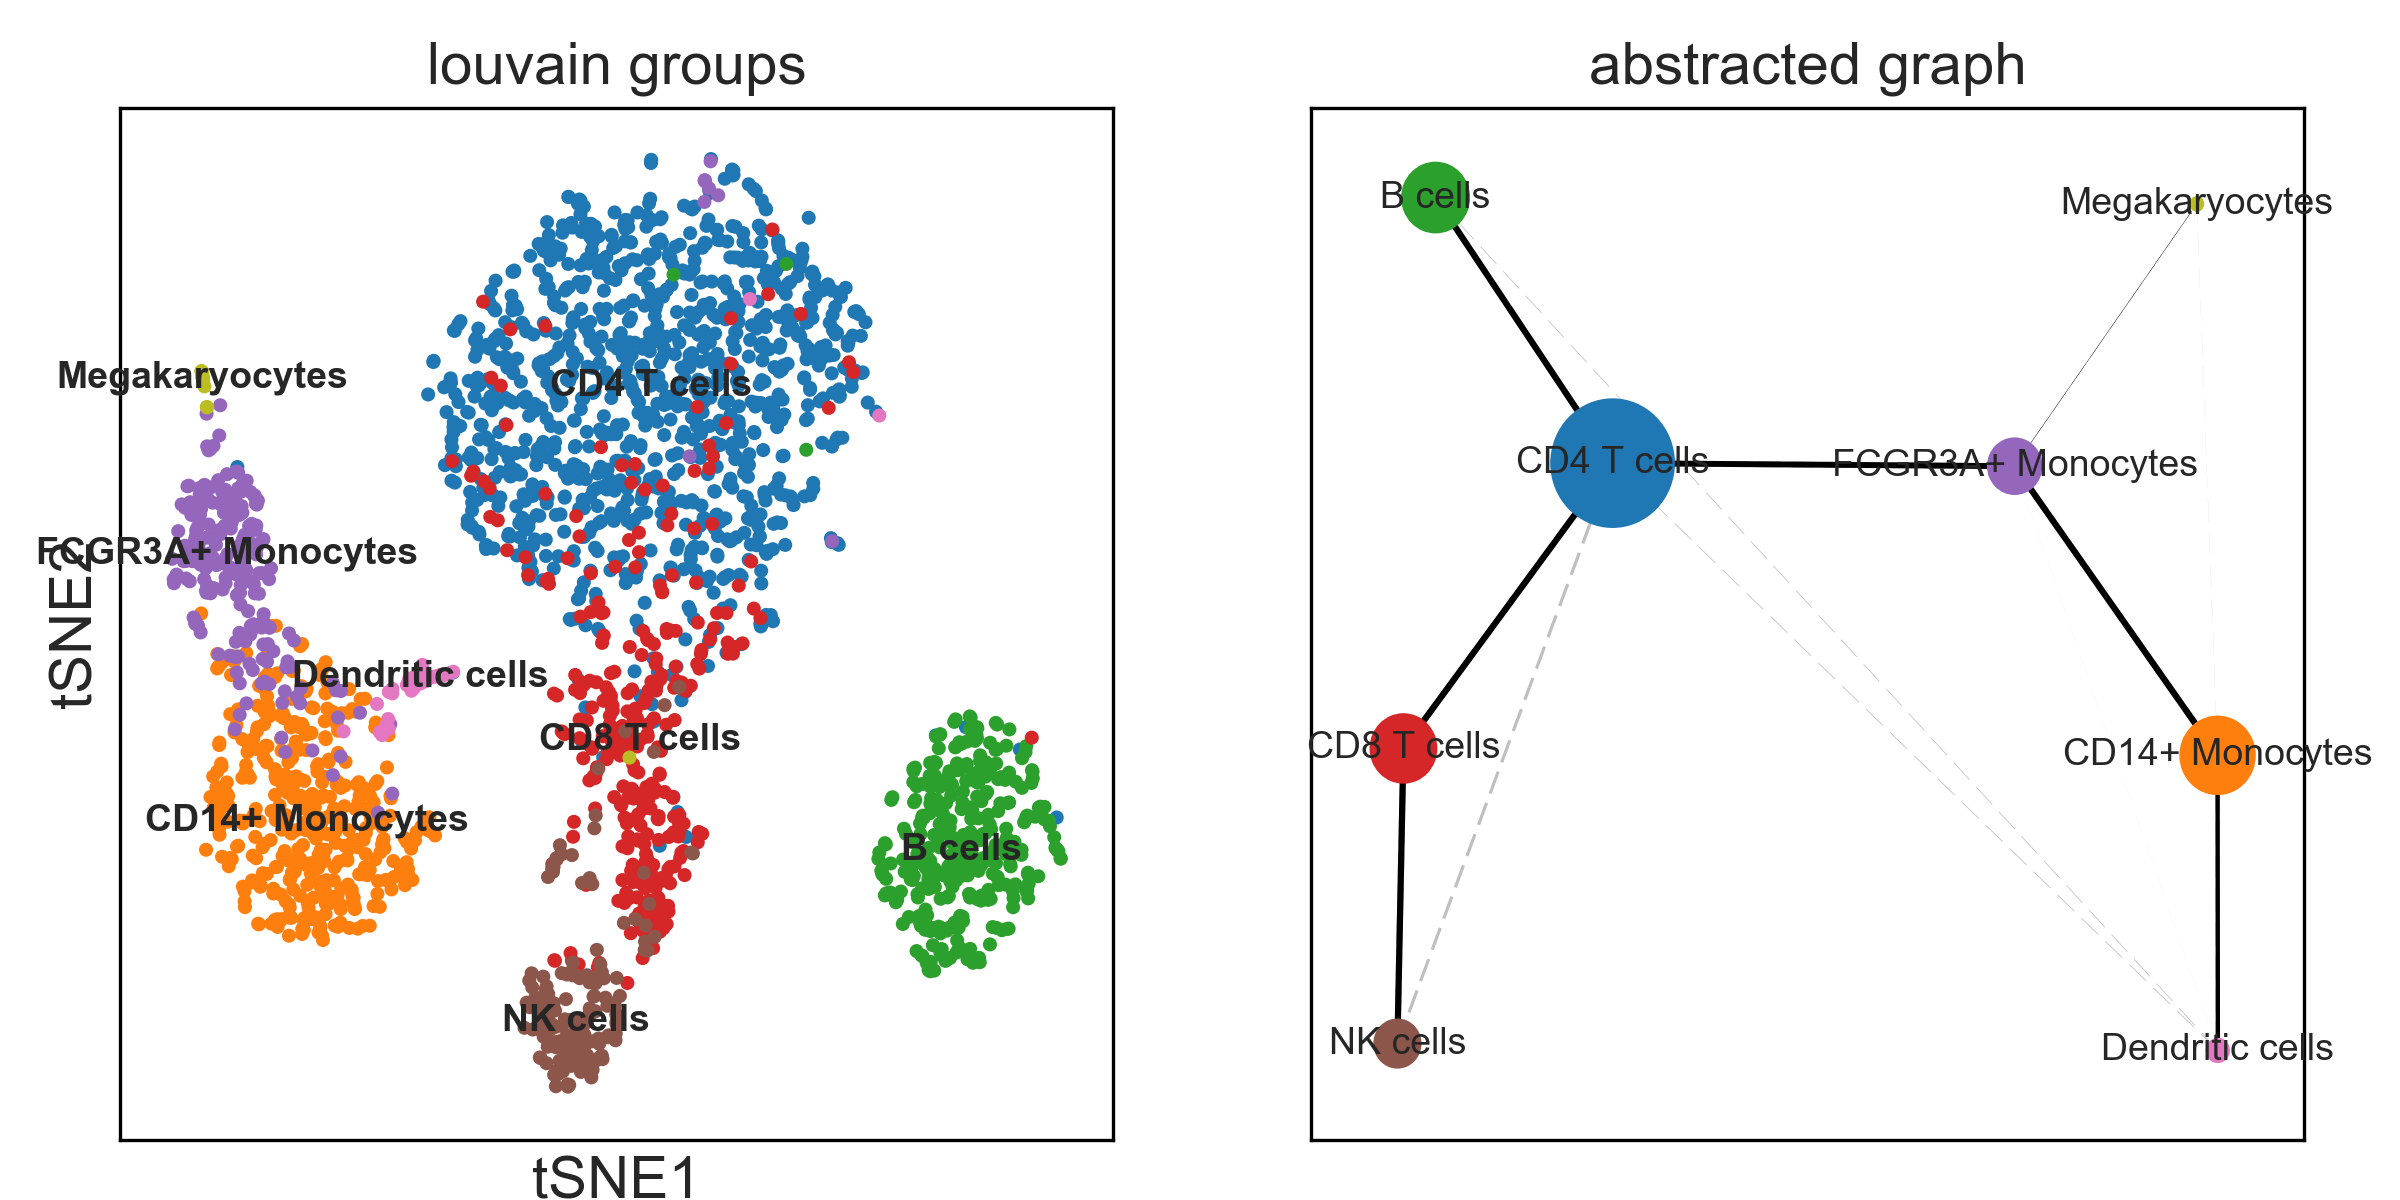 louvain groups
CD4 T cells
Megakaryocytes
FCGR3A+ Monocytes
Dendritic cells
CD8 T cells
CD14+ Monocytes
B cells
NK cells
tSNE2
tSNE1
abstracted graph
B cells
Megakaryocytes
CD4 T cells
FCGR3A+ Monocytes
CD8 T cells
CD14+ Monocytes
NK cells
Dendritic cells